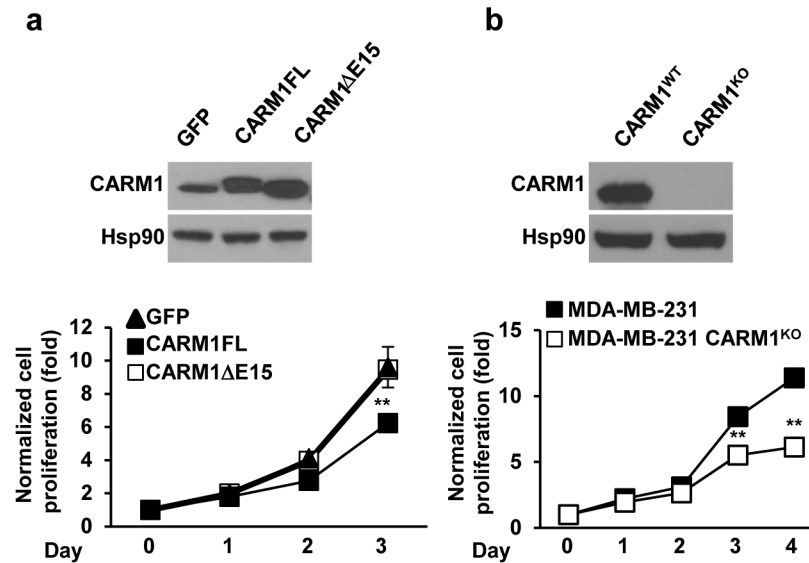 a
GFP
CARM1FL
CARM1ΔE15
CARM1
Hsp90
GFP
CARM1FL
CARM1ΔE15
Normalized cell
proliferation (fold)
12
10
8
6
4
2
0
**
Day
0 1 2 3
b
CARM1WT
CARM1KO
CARM1
Hsp90
MDA-MB-231
MDA-MB-231 CARM1KO
Normalized cell
proliferation (fold)
15
10
5
0
**
**
Day
0 1 2 3 4